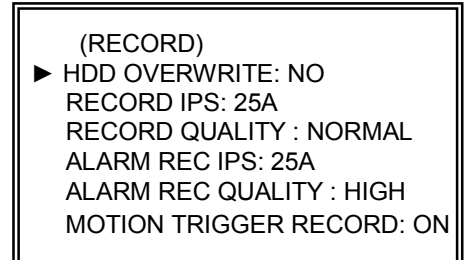 (RECORD)
► HDD OVERWRITE: NO
RECORD IPS: 25A
RECORD QUALITY : NORMAL
ALARM REC IPS: 25A
ALARM REC QUALITY : HIGH
MOTION TRIGGER RECORD: ON